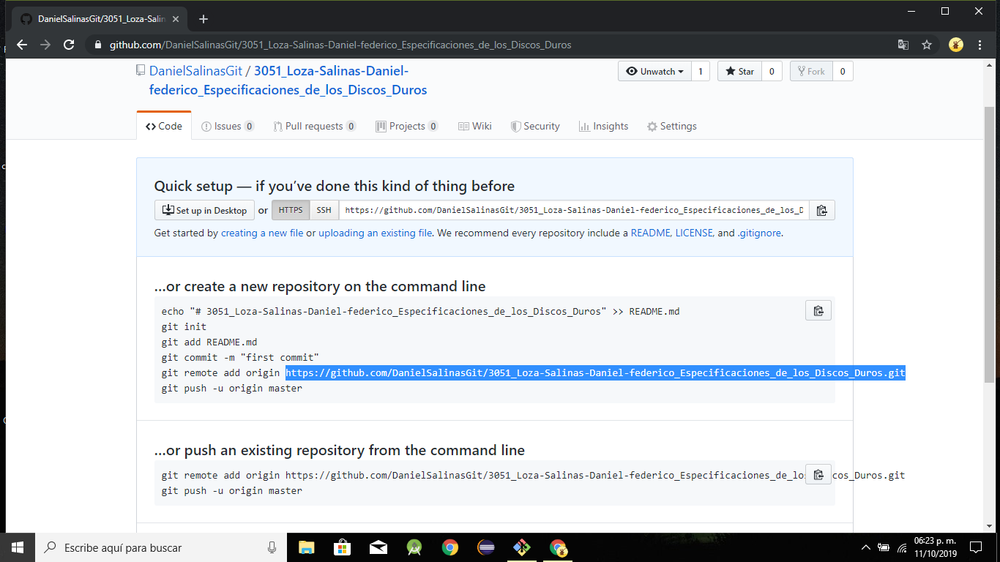 DanielSalinasGit/3051_Loza-Salin
github.com/DanielSalinasGit/3051_Loza-Salinas-Daniel-federico_Especificaciones_de_los_Discos_Duros
DanielSalinasGit / 3051_Loza-Salinas-Daniel-
federico_Especificaciones_de_los_Discos_Duros
Unwatch 1 Star 0 Fork 0
Code Issues 0 Pull requests 0 Projects 0 Wiki Security Insights Settings
Quick setup — if you’ve done this kind of thing before
Set up in Desktop or HTTPS SSH https://github.com/DanielSalinasGit/3051_Loza-Salinas-Daniel-federico_Especificaciones_de_los_D
Get started by creating a new file or uploading an existing file. We recommend every repository include a README, LICENSE, and .gitignore.
…or create a new repository on the command line
echo "# 3051_Loza-Salinas-Daniel-federico_Especificaciones_de_los_Discos_Duros" >> README.md
git init
git add README.md
git commit -m "first commit"
git remote add origin https://github.com/DanielSalinasGit/3051_Loza-Salinas-Daniel-federico_Especificaciones_de_los_Discos_Duros.git
git push -u origin master
…or push an existing repository from the command line
git remote add origin https://github.com/DanielSalinasGit/3051_Loza-Salinas-Daniel-federico_Especificaciones_de_lo cos_Duros.git
git push -u origin master
Escribe aquí para buscar
06:23 p. m.
11/10/2019